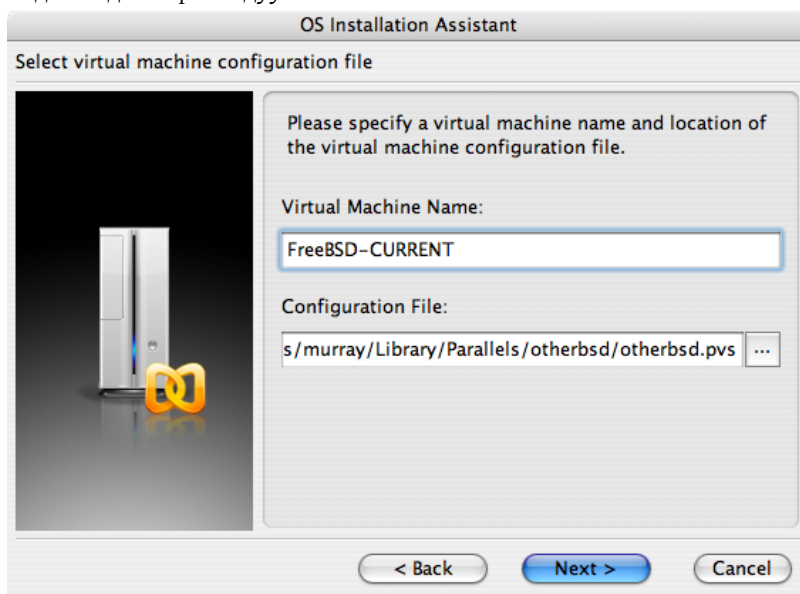 OS Installation Assistant
Select virtual machine configuration file
Please specify a virtual machine name and location of
the virtual machine configuration file.
Virtual Machine Name:
FreeBSD-CURRENT
Configuration File:
s/murray/Library/Parallels/otherbsd/otherbsd.pvs ...
< Back Next > Cancel